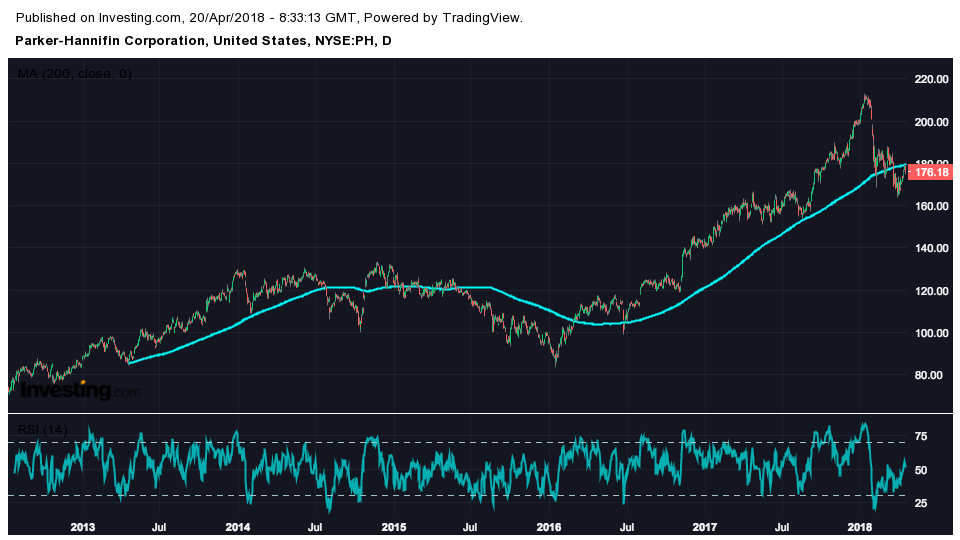 Published on Investing.com, 20/Apr/2018 - 8:33:13 GMT, Powered by TradingView.
Parker-Hannifin Corporation, United States, NYSE:PH, D
MA (200, close, 0)
220.00
200.00
180.00
176.18
160.00
140.00
120.00
100.00
80.00
Investing.com
RSI (14)
75
50
25
2013 Jul 2014 Jul 2015 Jul 2016 Jul 2017 Jul 2018